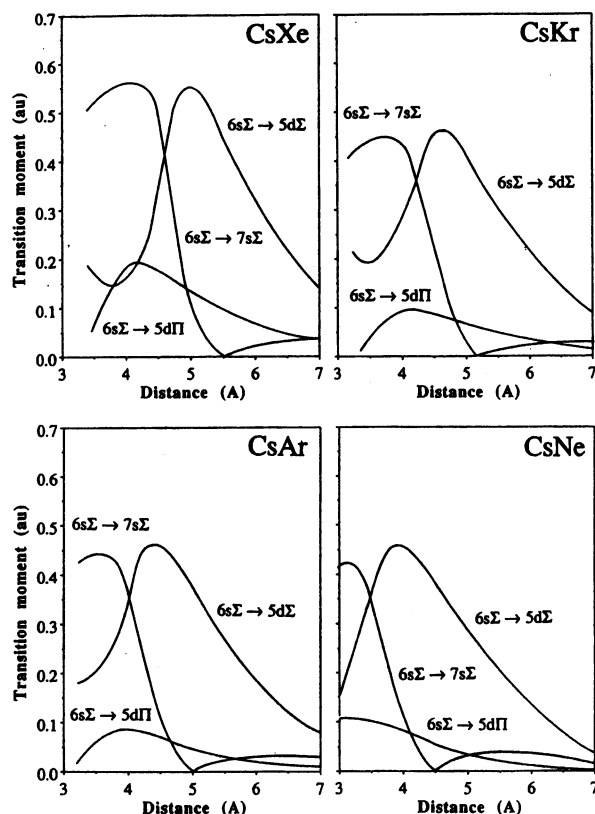 CsXe
CsKr
Transition moment (au)
0.7
0.6
0.5
0.4
0.3
0.2
0.1
0.0
6sΣ → 5dΣ
6sΣ → 7sΣ
6sΣ → 5dΠ
3 4 5 6 7
Distance (A)
6sΣ → 7sΣ
6sΣ → 5dΣ
6sΣ → 5dΠ
3 4 5 6 7
Distance (A)
CsAr
CsNe
Transition moment (au)
0.7
0.6
0.5
0.4
0.3
0.2
0.1
0.0
6sΣ → 7sΣ
6sΣ → 5dΣ
6sΣ → 5dΠ
3 4 5 6 7
Distance (A)
6sΣ → 5dΣ
6sΣ → 7sΣ
6sΣ → 5dΠ
3 4 5 6 7
Distance (A)